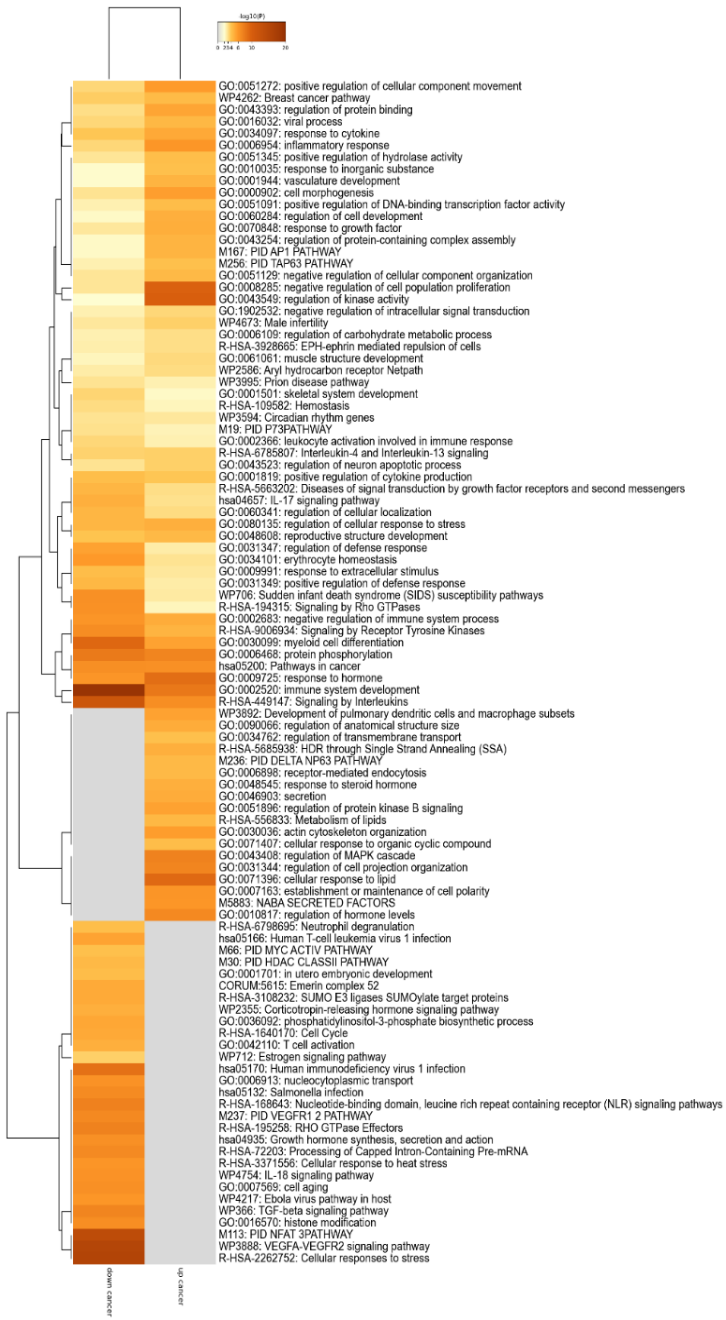 -log10(P)
0 2 3 4 6 10 20
GO:0051272: positive regulation of cellular component movement
WP4262: Breast cancer pathway
GO:0043393: regulation of protein binding
GO:0016032: viral process
GO:0034097: response to cytokine
GO:0006954: inflammatory response
GO:0051345: positive regulation of hydrolase activity
GO:0010035: response to inorganic substance
GO:0001944: vasculature development
GO:0000902: cell morphogenesis
GO:0051091: positive regulation of DNA-binding transcription factor activity
GO:0060284: regulation of cell development
GO:0070848: response to growth factor
GO:0043254: regulation of protein-containing complex assembly
M167: PID AP1 PATHWAY
M256: PID TAP63 PATHWAY
GO:0051129: negative regulation of cellular component organization
GO:0008285: negative regulation of cell population proliferation
GO:0043549: regulation of kinase activity
GO:1902532: negative regulation of intracellular signal transduction
WP4673: Male infertility
GO:0006109: regulation of carbohydrate metabolic process
R-HSA-3928665: EPH-ephrin mediated repulsion of cells
GO:0061061: muscle structure development
WP2586: Aryl hydrocarbon receptor Netpath
WP3995: Prion disease pathway
GO:0001501: skeletal system development
R-HSA-109582: Hemostasis
WP3594: Circadian rhythm genes
M19: PID P73PATHWAY
GO:0002366: leukocyte activation involved in immune response
R-HSA-6785807: Interleukin-4 and Interleukin-13 signaling
GO:0043523: regulation of neuron apoptotic process
GO:0001819: positive regulation of cytokine production
R-HSA-5663202: Diseases of signal transduction by growth factor receptors and second messengers
hsa04657: IL-17 signaling pathway
GO:0060341: regulation of cellular localization
GO:0080135: regulation of cellular response to stress
GO:0048608: reproductive structure development
GO:0031347: regulation of defense response
GO:0034101: erythrocyte homeostasis
GO:0009991: response to extracellular stimulus
GO:0031349: positive regulation of defense response
WP706: Sudden infant death syndrome (SIDS) susceptibility pathways
R-HSA-194315: Signaling by Rho GTPases
GO:0002683: negative regulation of immune system process
R-HSA-9006934: Signaling by Receptor Tyrosine Kinases
GO:0030099: myeloid cell differentiation
GO:0006468: protein phosphorylation
hsa05200: Pathways in cancer
GO:0009725: response to hormone
GO:0002520: immune system development
R-HSA-449147: Signaling by Interleukins
WP3892: Development of pulmonary dendritic cells and macrophage subsets
GO:0090066: regulation of anatomical structure size
GO:0034762: regulation of transmembrane transport
R-HSA-5685938: HDR through Single Strand Annealing (SSA)
M236: PID DELTA NP63 PATHWAY
GO:0006898: receptor-mediated endocytosis
GO:0048545: response to steroid hormone
GO:0046903: secretion
GO:0051896: regulation of protein kinase B signaling
R-HSA-556833: Metabolism of lipids
GO:0030036: actin cytoskeleton organization
GO:0071407: cellular response to organic cyclic compound
GO:0043408: regulation of MAPK cascade
GO:0031344: regulation of cell projection organization
GO:0071396: cellular response to lipid
GO:0007163: establishment or maintenance of cell polarity
M5883: NABA SECRETED FACTORS
GO:0010817: regulation of hormone levels
R-HSA-6798695: Neutrophil degranulation
hsa05166: Human T-cell leukemia virus 1 infection
M66: PID MYC ACTIV PATHWAY
M30: PID HDAC CLASSII PATHWAY
GO:0001701: in utero embryonic development
CORUM:5615: Emerin complex 52
R-HSA-3108232: SUMO E3 ligases SUMOylate target proteins
WP2355: Corticotropin-releasing hormone signaling pathway
GO:0036092: phosphatidylinositol-3-phosphate biosynthetic process
R-HSA-1640170: Cell Cycle
GO:0042110: T cell activation
WP712: Estrogen signaling pathway
hsa05170: Human immunodeficiency virus 1 infection
GO:0006913: nucleocytoplasmic transport
hsa05132: Salmonella infection
R-HSA-168643: Nucleotide-binding domain, leucine rich repeat containing receptor (NLR) signaling pathways
M237: PID VEGFR1 2 PATHWAY
R-HSA-195258: RHO GTPase Effectors
hsa04935: Growth hormone synthesis, secretion and action
R-HSA-72203: Processing of Capped Intron-Containing Pre-mRNA
R-HSA-3371556: Cellular response to heat stress
WP4754: IL-18 signaling pathway
GO:0007569: cell aging
WP4217: Ebola virus pathway in host
WP366: TGF-beta signaling pathway
GO:0016570: histone modification
M113: PID NFAT 3PATHWAY
WP3888: VEGFA-VEGFR2 signaling pathway
R-HSA-2262752: Cellular responses to stress
down cancer
up cancer